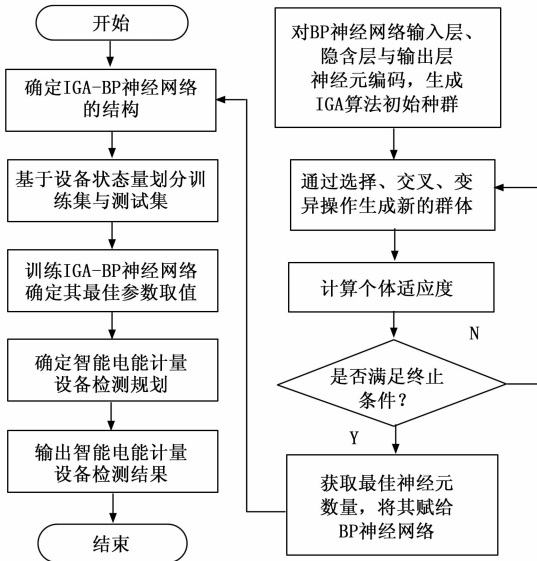 开始
确定IGA-BP神经网络
的结构
基于设备状态量划分训
练集与测试集
训练IGA-BP神经网络
确定其最佳参数取值
确定智能电能计量
设备检测规划
输出智能电能计量
设备检测结果
结束
对BP神经网络输入层、
隐含层与输出层
神经元编码，生成
IGA算法初始种群
通过选择、交叉、变
异操作生成新的群体
计算个体适应度
N
是否满足终止
条件？
Y
获取最佳神经元
数量，将其赋给
BP神经网络